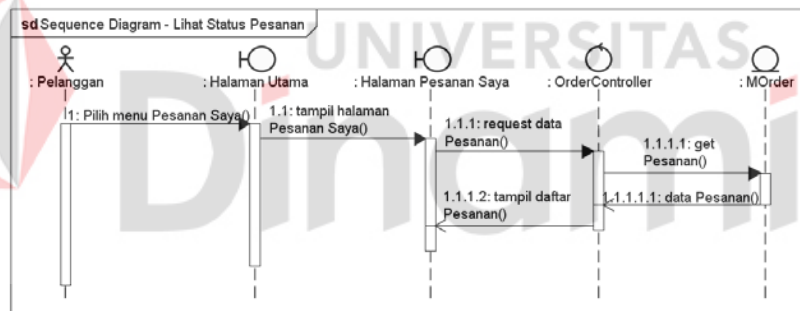 UNIVERSITAS
Dinami
sd Sequence Diagram - Lihat Status Pesanan
: Pelanggan
: Halaman Utama
: Halaman Pesanan Saya
: OrderController
: MOrder
1: Pilih menu Pesanan Saya()
1.1: tampil halaman
Pesanan Saya()
1.1.1: request data
Pesanan()
1.1.1.1: get
Pesanan()
1.1.1.1.1: data Pesanan()
1.1.1.2: tampil daftar
Pesanan()